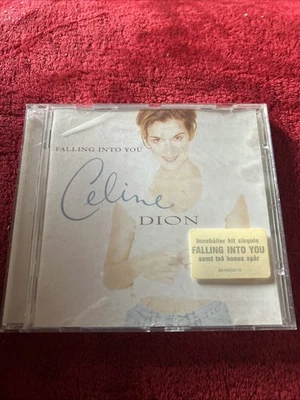 FALLING INTO YOU
Celine
DION
innehåller hit singeln
FALLING INTO YOU
samt två bonus spår